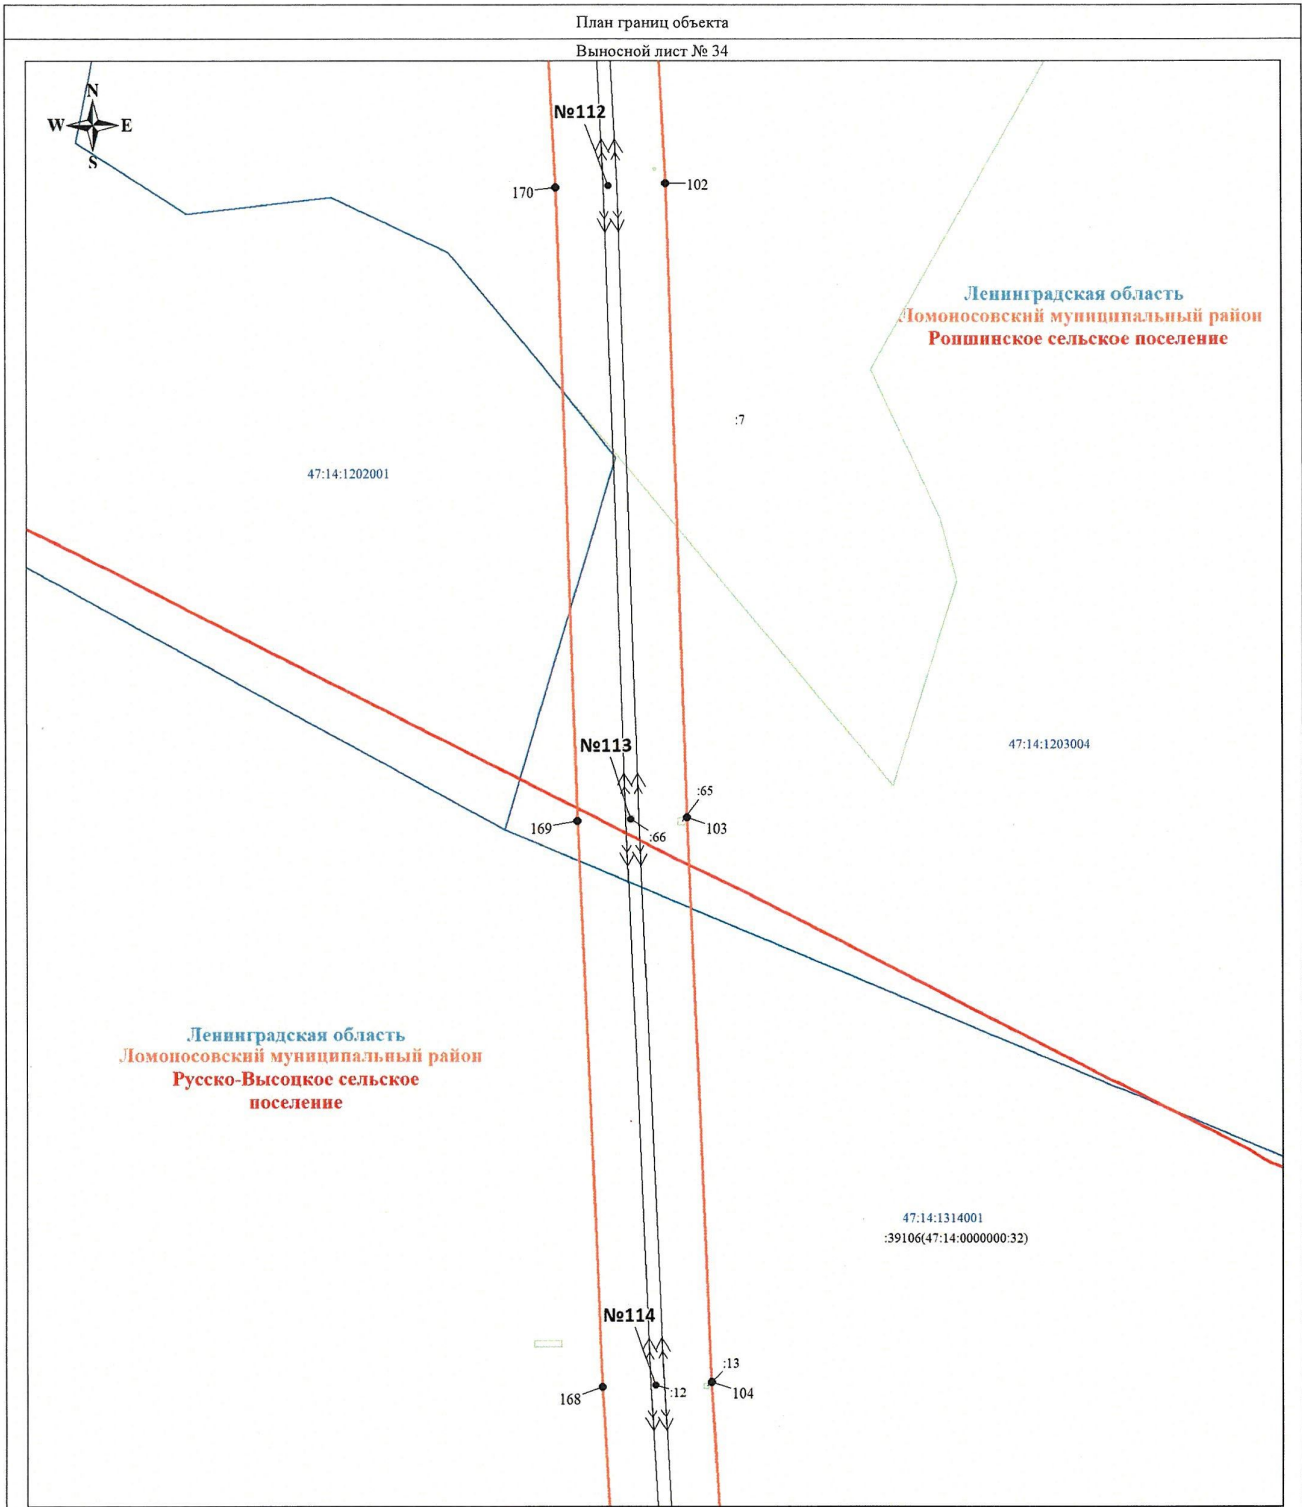 План границ объекта
Выносной лист № 34
N
W E
S
№112
170
102
Ленинградская область
Ломоносовский муниципальный район
Ропшинское сельское поселение
:7
47:14:1202001
47:14:1203004
№113
:65
169
103
:66
Ленинградская область
Ломоносовский муниципальный район
Русско-Высоцкое сельское
поселение
47:14:1314001
:39106(47:14:0000000:32)
№114
:13
168
:12
104